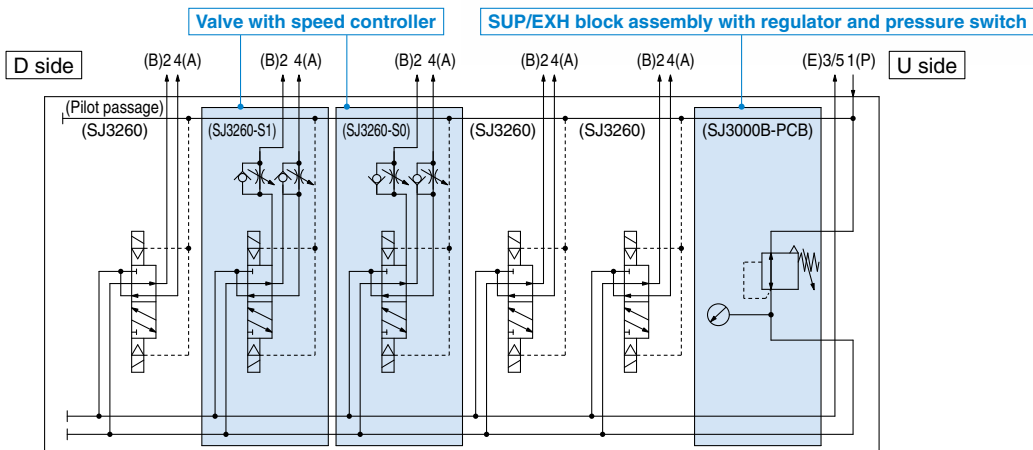 Valve with speed controller
SUP/EXH block assembly with regulator and pressure switch
D side
(B)2 4(A)
(B)2 4(A)
(B)2 4(A)
(B)2 4(A)
(B)2 4(A)
(E)3/5 1(P)
U side
(Pilot passage)
(SJ3260)
(SJ3260-S1)
(SJ3260-S0)
(SJ3260)
(SJ3260)
(SJ3000B-PCB)